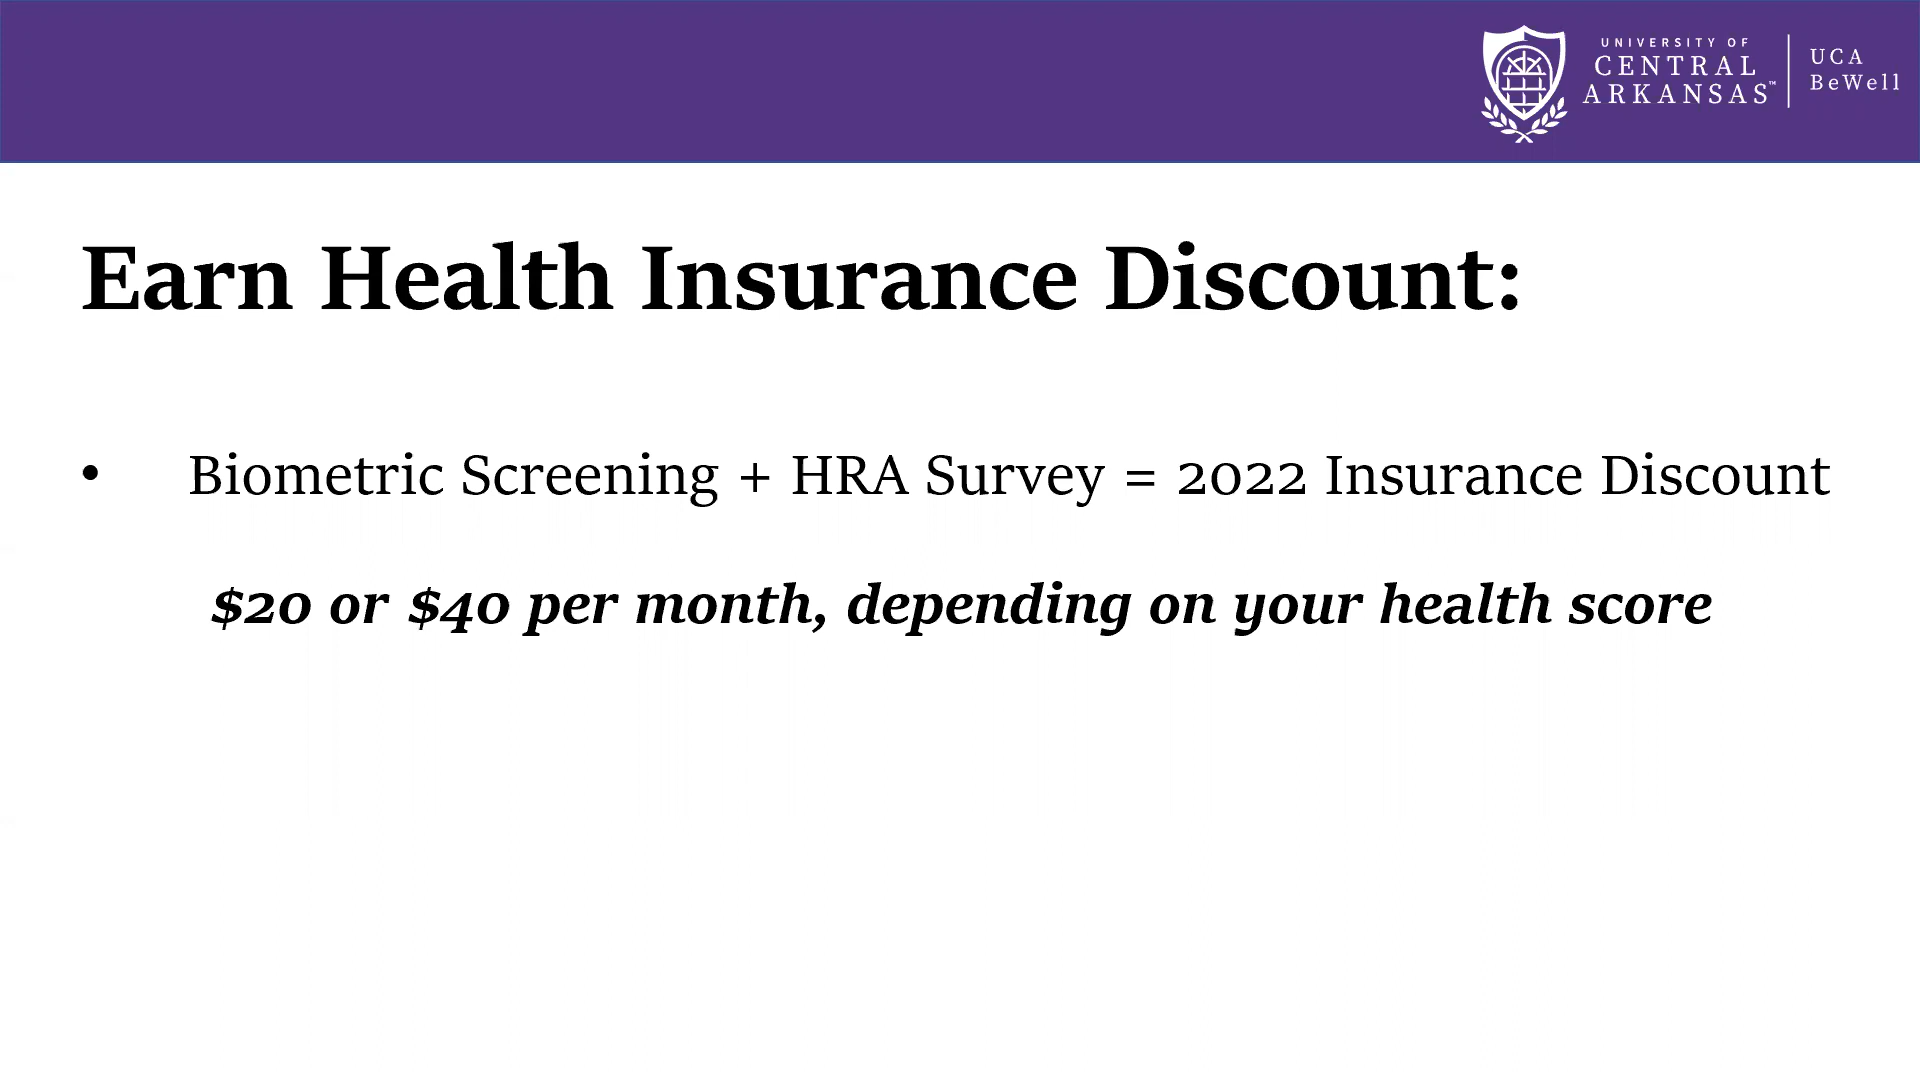 UNIVERSITY OF
CENTRAL
ARKANSAS™
UCA
BeWell
Earn Health Insurance Discount:
• Biometric Screening + HRA Survey = 2022 Insurance Discount
$20 or $40 per month, depending on your health score